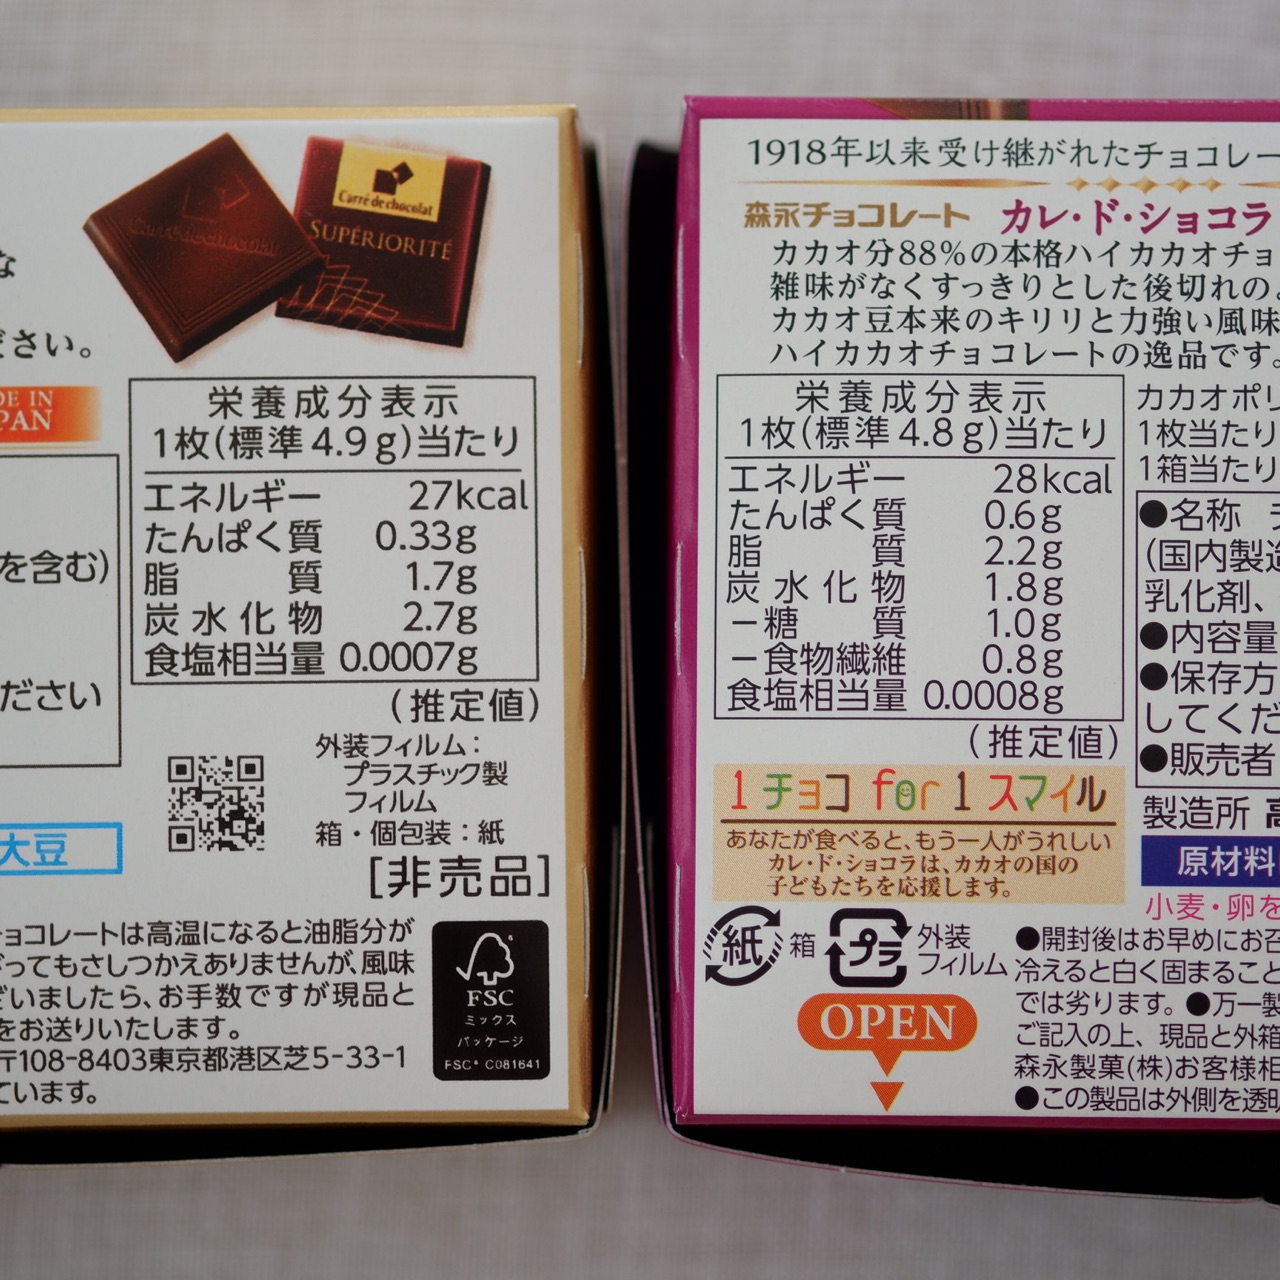 Carré de chocolat
Carré de chocolat
SUPÉRIORITÉ
な
ださい。
DE IN
PAN
栄養成分表示
1枚(標準4.9g)当たり
エネルギー 27kcal
たんぱく質 0.33g
脂質 1.7g
炭水化物 2.7g
食塩相当量 0.0007g
(推定値)
を含む)
ださい
外装フィルム:
プラスチック製
フィルム
箱・個包装:紙
[非売品]
大豆
チョコレートは高温になると油脂分が
がってもさしつかえありませんが、風味
ざいましたら、お手数ですが現品と
をお送りいたします。
〒108-8403東京都港区芝5-33-1
ています。
FSC
ミックス
パッケージ
FSC® C081641
1918年以来受け継がれたチョコレー
森永チョコレート カレ・ド・ショコラ
カカオ分88%の本格ハイカカオチョ
雑味がなくすっきりとした後切れの
カカオ豆本来のキリリと力強い風味
ハイカカオチョコレートの逸品です。
栄養成分表示
1枚(標準4.8g)当たり
エネルギー 28kcal
たんぱく質 0.6g
脂質 2.2g
炭水化物 1.8g
－糖質 1.0g
－食物繊維 0.8g
食塩相当量 0.0008g
(推定値)
カカオポリ
1枚当たり
1箱当たり
●名称
(国内製造
乳化剤、
●内容量
●保存方
してくだ
●販売者
製造所
原材料
小麦・卵を
1チョコ for 1スマイル
あなたが食べると、もう一人がうれしい
カレ・ド・ショコラは、カカオの国の
子どもたちを応援します。
紙 箱 プラ 外装
フィルム
OPEN
●開封後はお早めにお召
冷えると白く固まること
では劣ります。●万一製
ご記入の上、現品と外箱
森永製菓(株)お客様相
●この製品は外側を透明